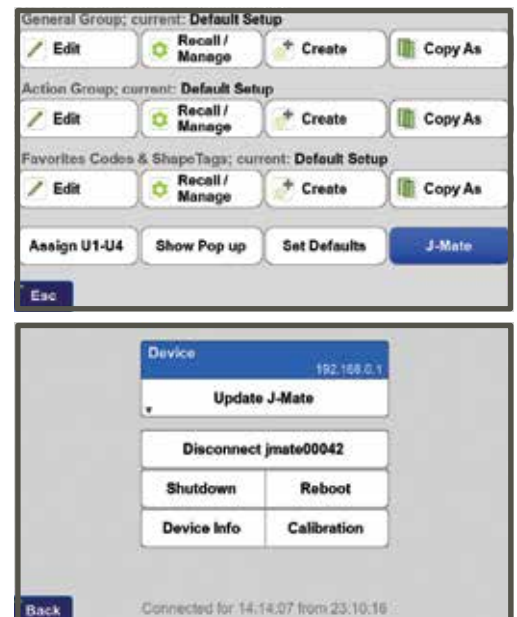 General Group; current: Default Setup
Edit
Recall /
Manage
Create
Copy As
Action Group; current: Default Setup
Edit
Recall /
Manage
Create
Copy As
Favorites Codes & ShapeTags; current: Default Setup
Edit
Recall /
Manage
Create
Copy As
Assign U1-U4
Show Pop up
Set Defaults
J-Mate
Esc
Device
192.168.0.1
Update J-Mate
Disconnect jmate00042
Shutdown
Reboot
Device Info
Calibration
Back
Connected for 14:14:07 from 23:10:16